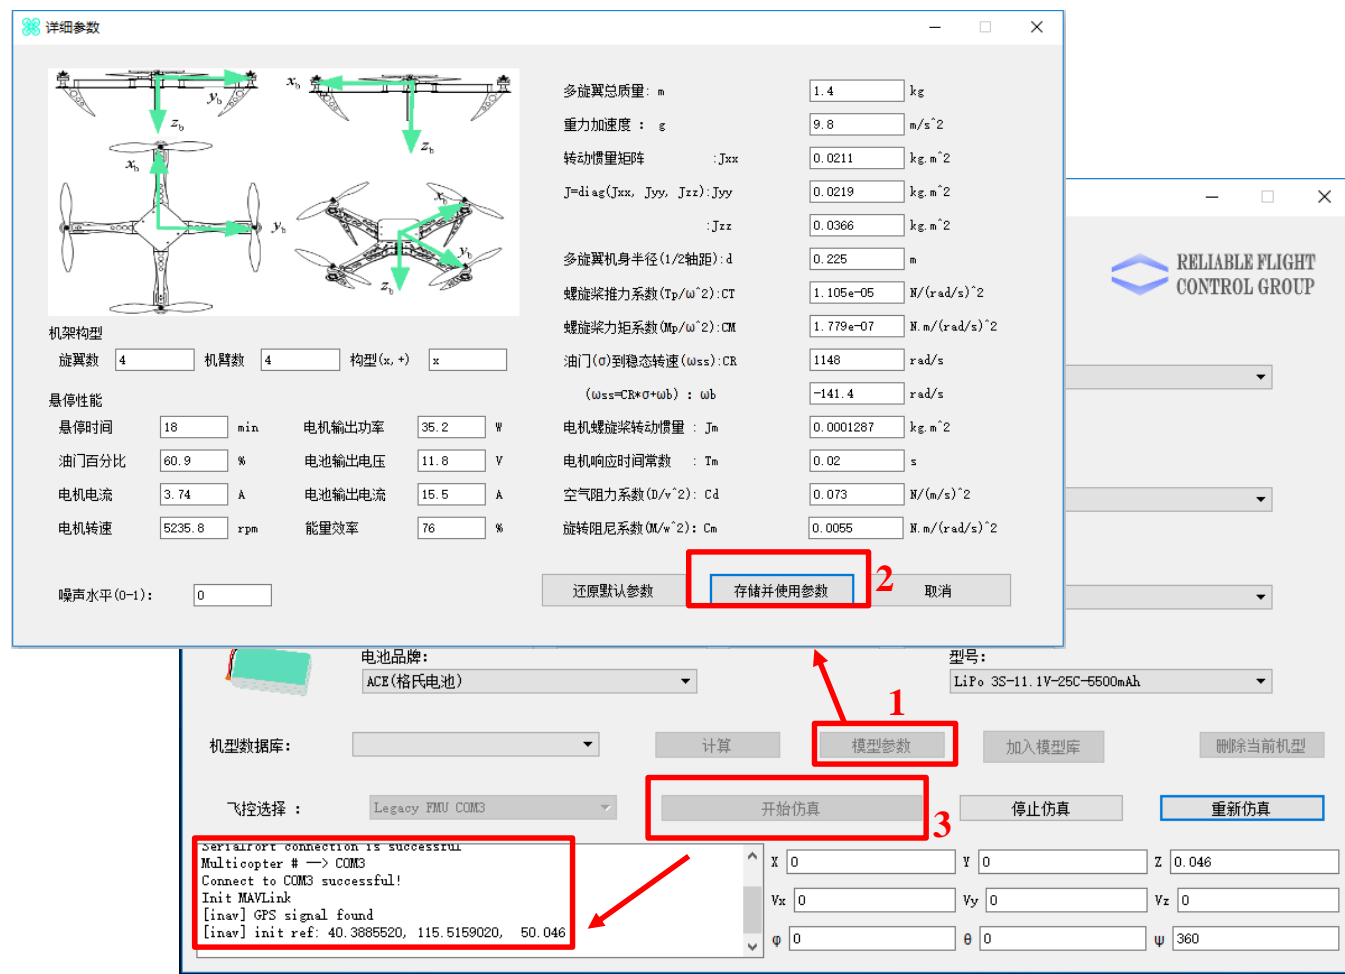 详细参数
yb
zb
xb
zb
xb
yb
xb
yb
zb
机架构型
旋翼数 4 机臂数 4 构型(x,+) x
悬停性能
悬停时间 18 min 电机输出功率 35.2 W
油门百分比 60.9 % 电池输出电压 11.8 V
电机电流 3.74 A 电池输出电流 15.5 A
电机转速 5235.8 rpm 能量效率 76 %
噪声水平(0-1): 0
多旋翼总质量: m 1.4 kg
重力加速度 : g 9.8 m/s^2
转动惯量矩阵 :Jxx 0.0211 kg.m^2
J=diag(Jxx, Jyy, Jzz):Jyy 0.0219 kg.m^2
:Jzz 0.0366 kg.m^2
多旋翼机身半径(1/2轴距):d 0.225 m
螺旋桨推力系数(Tp/ω^2):CT 1.105e-05 N/(rad/s)^2
螺旋桨力矩系数(Mp/ω^2):CM 1.779e-07 N.m/(rad/s)^2
油门(σ)到稳态转速(ωss):CR 1148 rad/s
(ωss=CR*σ+ωb) : ωb -141.4 rad/s
电机螺旋桨转动惯量 : Jm 0.0001287 kg.m^2
电机响应时间常数 : Tm 0.02 s
空气阻力系数(D/v^2): Cd 0.073 N/(m/s)^2
旋转阻尼系数(M/w^2): Cm 0.0055 N.m/(rad/s)^2
还原默认参数 存储并使用参数 2 取消
RELIABLE FLIGHT
CONTROL GROUP
电池品牌: 型号:
ACE(格氏电池) LiPo 3S-11.1V-25C-5500mAh
1
机型数据库: 计算 模型参数 加入模型库 删除当前机型
飞控选择 : Legacy FMU COM3 开始仿真 3 停止仿真 重新仿真
SerialPort connection is successful
Multicopter # —> COM3
Connect to COM3 successful!
Init MAVLink
[inav] GPS signal found
[inav] init ref: 40.3885520, 115.5159020, 50.046
X 0 Y 0 Z 0.046
Vx 0 Vy 0 Vz 0
φ 0 θ 0 ψ 360